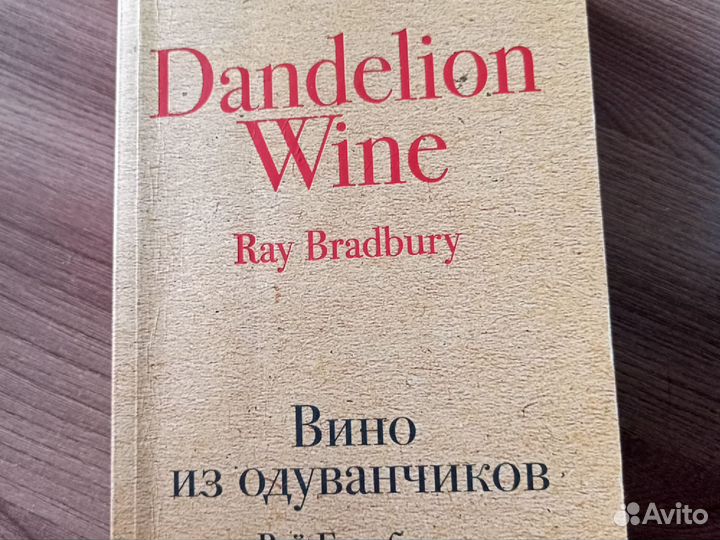 Dandelion
Wine
Ray Bradbury
Вино
из одуванчиков
Avito